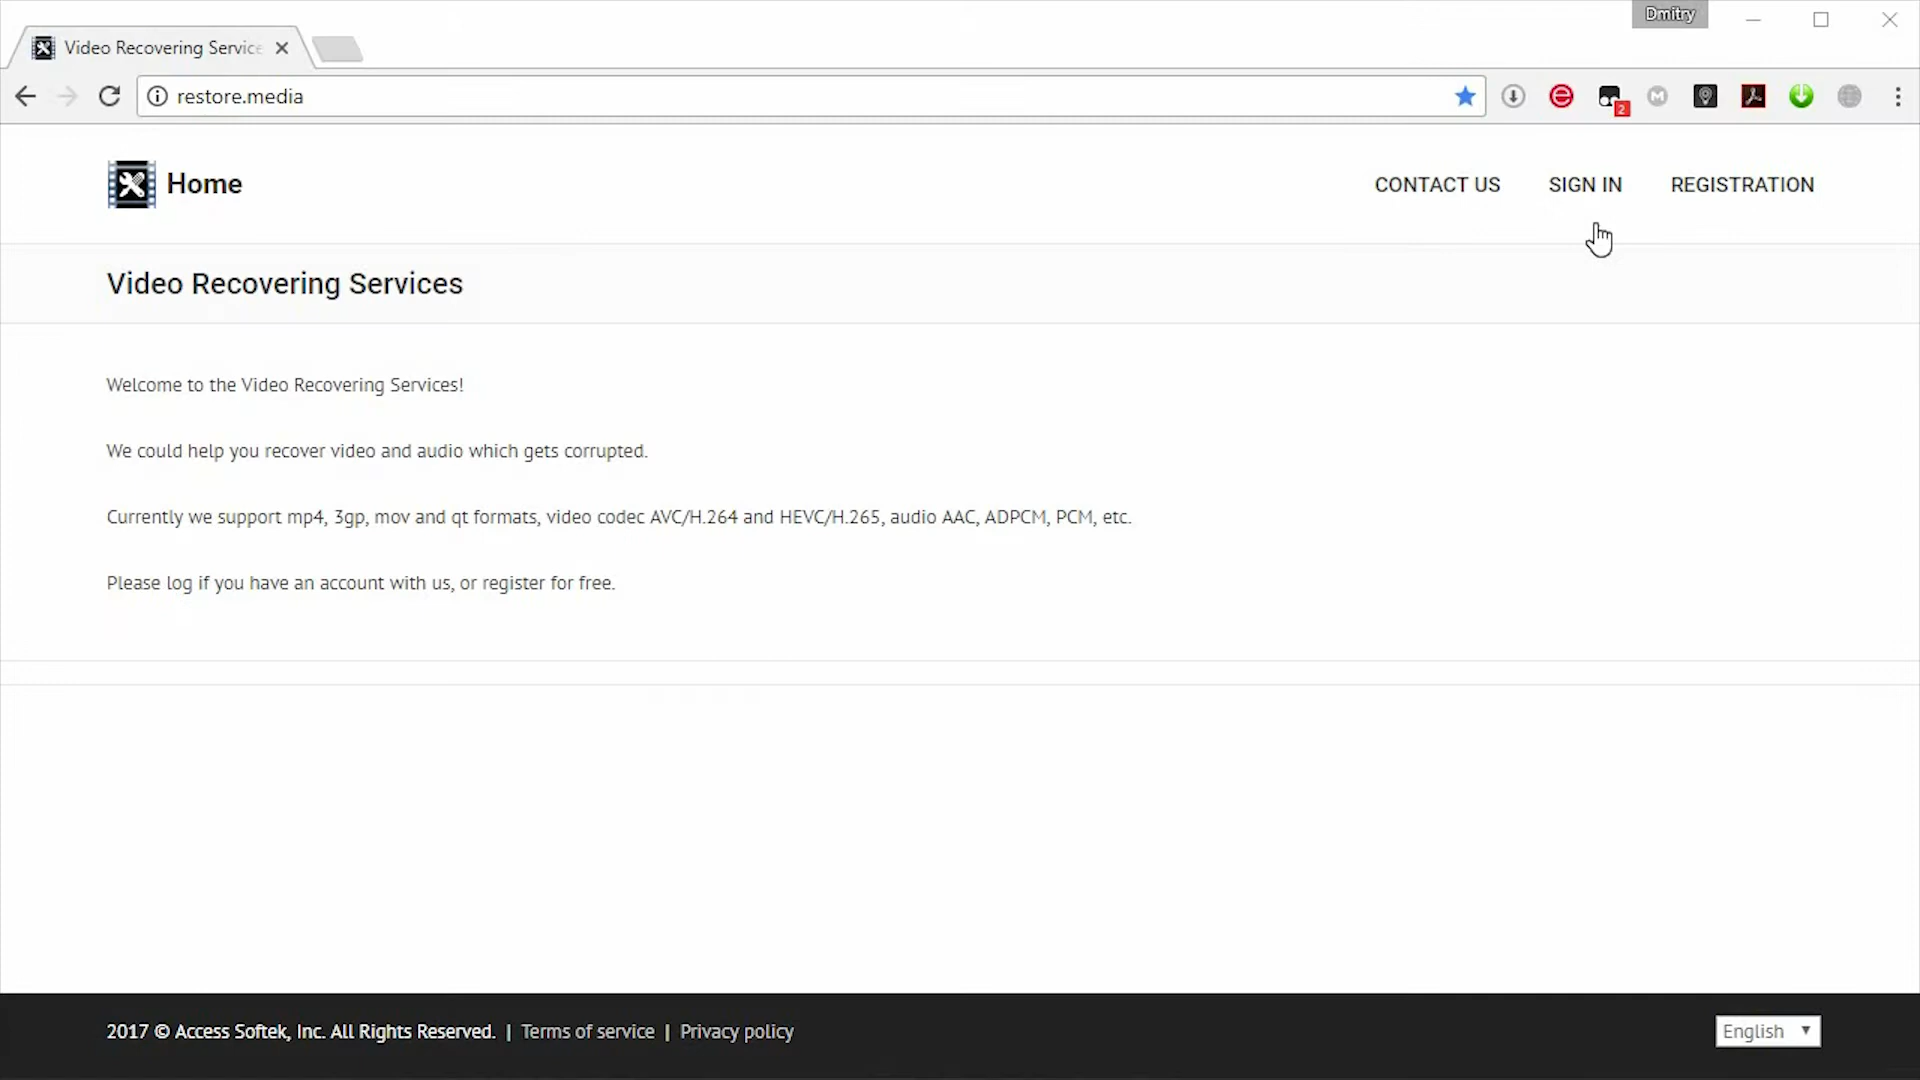 Dmitry
Video Recovering Service
restore.media
2
M
Home
CONTACT US SIGN IN REGISTRATION
Video Recovering Services
Welcome to the Video Recovering Services!
We could help you recover video and audio which gets corrupted.
Currently we support mp4, 3gp, mov and qt formats, video codec AVC/H.264 and HEVC/H.265, audio AAC, ADPCM, PCM, etc.
Please log if you have an account with us, or register for free.
2017 © Access Softek, Inc. All Rights Reserved. | Terms of service | Privacy policy
English